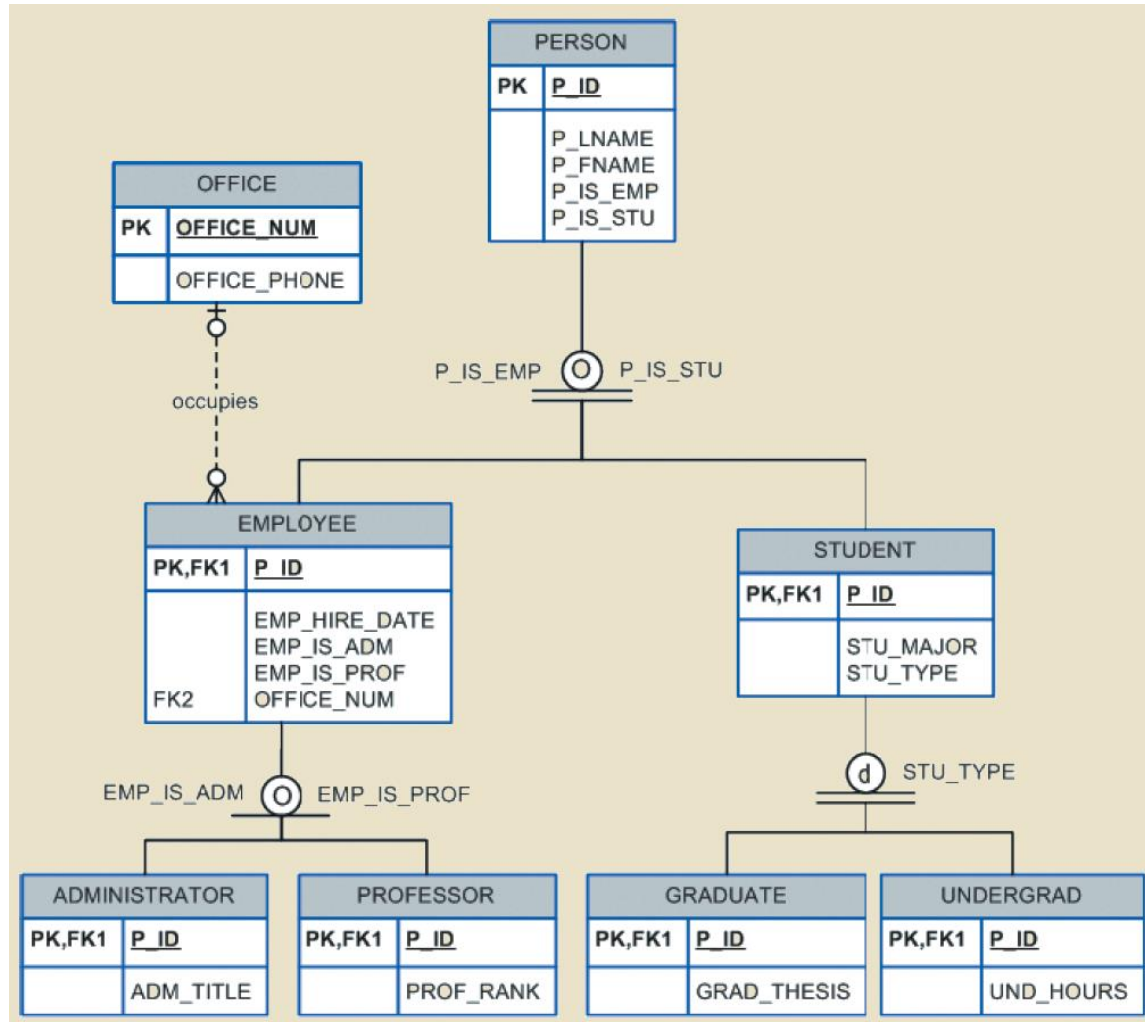 PERSON
PK P_ID
P_LNAME
P_FNAME
P_IS_EMP
P_IS_STU
OFFICE
PK OFFICE_NUM
OFFICE_PHONE
P_IS_EMP O P_IS_STU
occupies
EMPLOYEE
PK,FK1 P_ID
EMP_HIRE_DATE
EMP_IS_ADM
EMP_IS_PROF
FK2 OFFICE_NUM
STUDENT
PK,FK1 P_ID
STU_MAJOR
STU_TYPE
EMP_IS_ADM O EMP_IS_PROF
d STU_TYPE
ADMINISTRATOR
PK,FK1 P_ID
ADM_TITLE
PROFESSOR
PK,FK1 P_ID
PROF_RANK
GRADUATE
PK,FK1 P_ID
GRAD_THESIS
UNDERGRAD
PK,FK1 P_ID
UND_HOURS